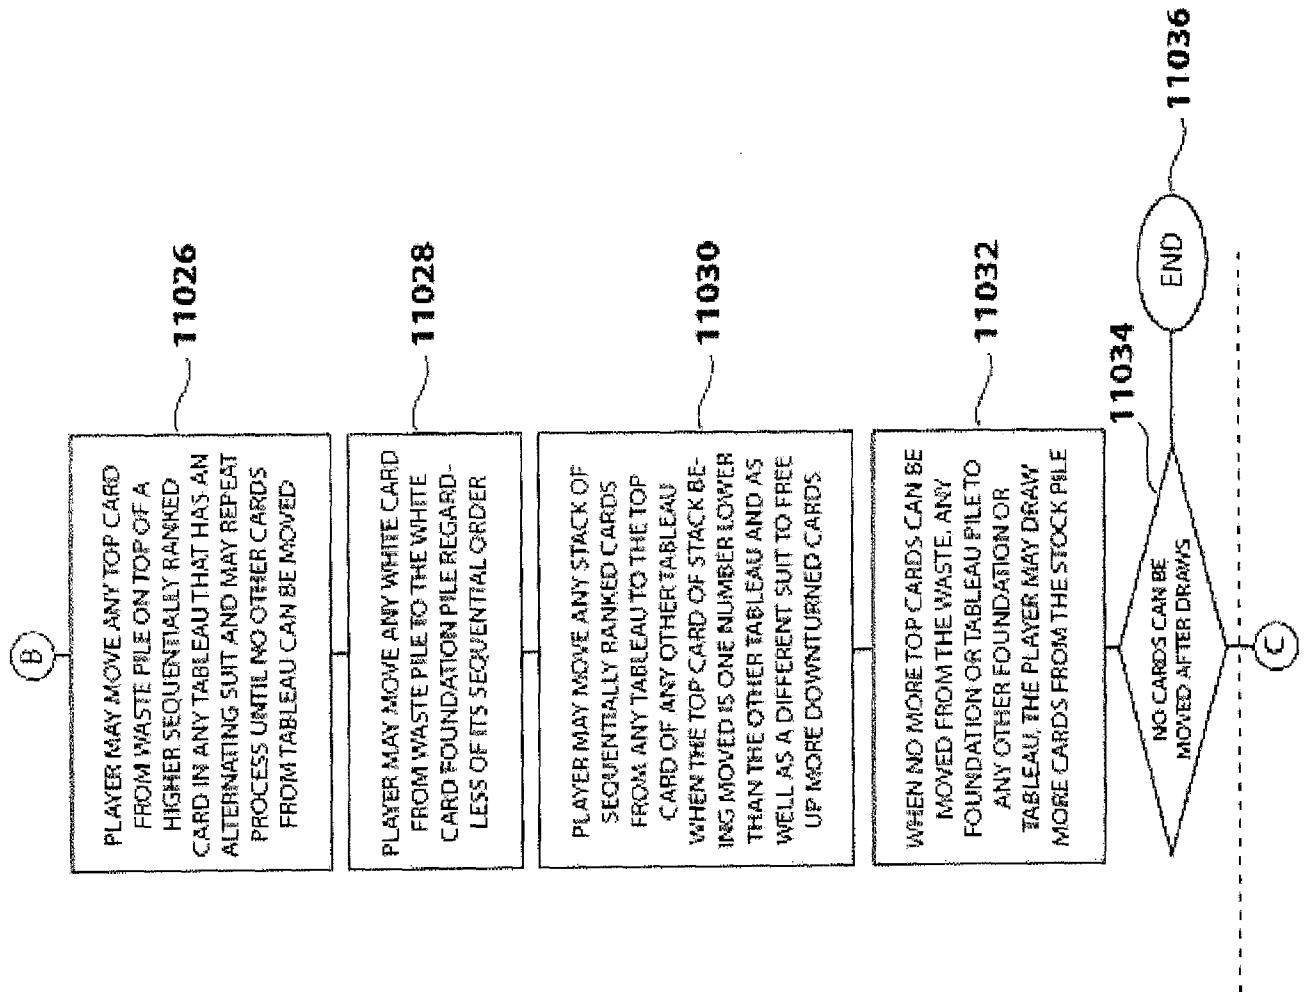 B
PLAYER MAY MOVE ANY TOP CARD
FROM WASTE PILE ON TOP OF A
HIGHER SEQUENTIALLY RANKED
CARD IN ANY TABLEAU THAT HAS AN
ALTERNATING SUIT AND MAY REPEAT
PROCESS UNTIL NO OTHER CARDS
FROM TABLEAU CAN BE MOVED
11026
PLAYER MAY MOVE ANY WHITE CARD
FROM WASTE PILE TO THE WHITE
CARD FOUNDATION PILE REGARD-
LESS OF ITS SEQUENTIAL ORDER
11028
PLAYER MAY MOVE ANY STACK OF
SEQUENTIALLY RANKED CARDS
FROM ANY TABLEAU TO THE TOP
CARD OF ANY OTHER TABLEAU
WHEN THE TOP CARD OF STACK BE-
ING MOVED IS ONE NUMBER LOWER
THAN THE OTHER TABLEAU AND AS
WELL AS A DIFFERENT SUIT TO FREE
UP MORE DOWNTURNED CARDS
11030
WHEN NO MORE TOP CARDS CAN BE
MOVED FROM THE WASTE, ANY
FOUNDATION OR TABLEAU PILE TO
ANY OTHER FOUNDATION OR
TABLEAU, THE PLAYER MAY DRAW
MORE CARDS FROM THE STOCK PILE
11032
NO CARDS CAN BE
MOVED AFTER DRAWS
11034
END
11036
C